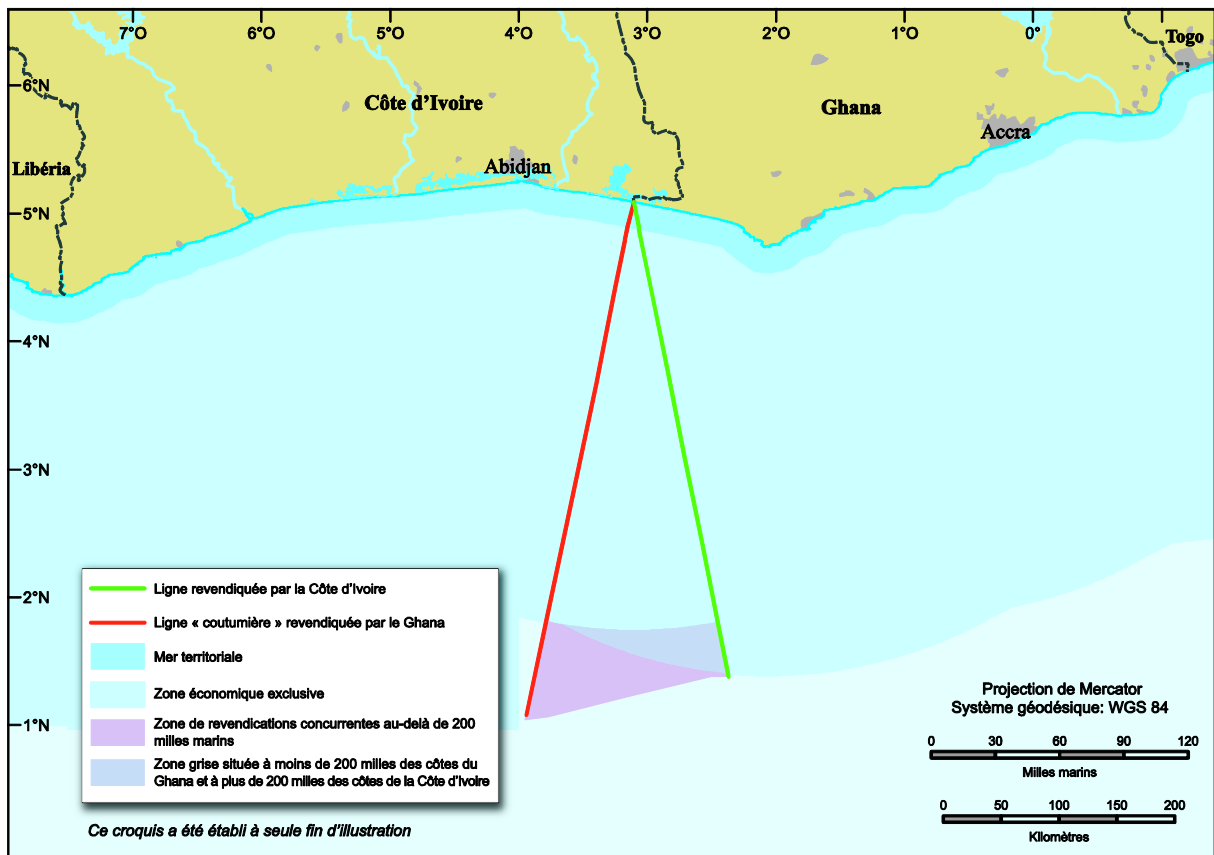 7°O 6°O 5°O 4°O 3°O 2°O 1°O 0°
Togo
6°N
Côte d'Ivoire
Ghana
Accra
Libéria
Abidjan
5°N
4°N
3°N
2°N
1°N
Ligne revendiquée par la Côte d'Ivoire
Ligne « coutumière » revendiquée par le Ghana
Mer territoriale
Zone économique exclusive
Zone de revendications concurrentes au-delà de 200
milles marins
Zone grise située à moins de 200 milles des côtes du
Ghana et à plus de 200 milles des côtes de la Côte d'Ivoire
Ce croquis a été établi à seule fin d'illustration
Projection de Mercator
Système géodésique: WGS 84
0 30 60 90 120
Milles marins
0 50 100 150 200
Kilomètres